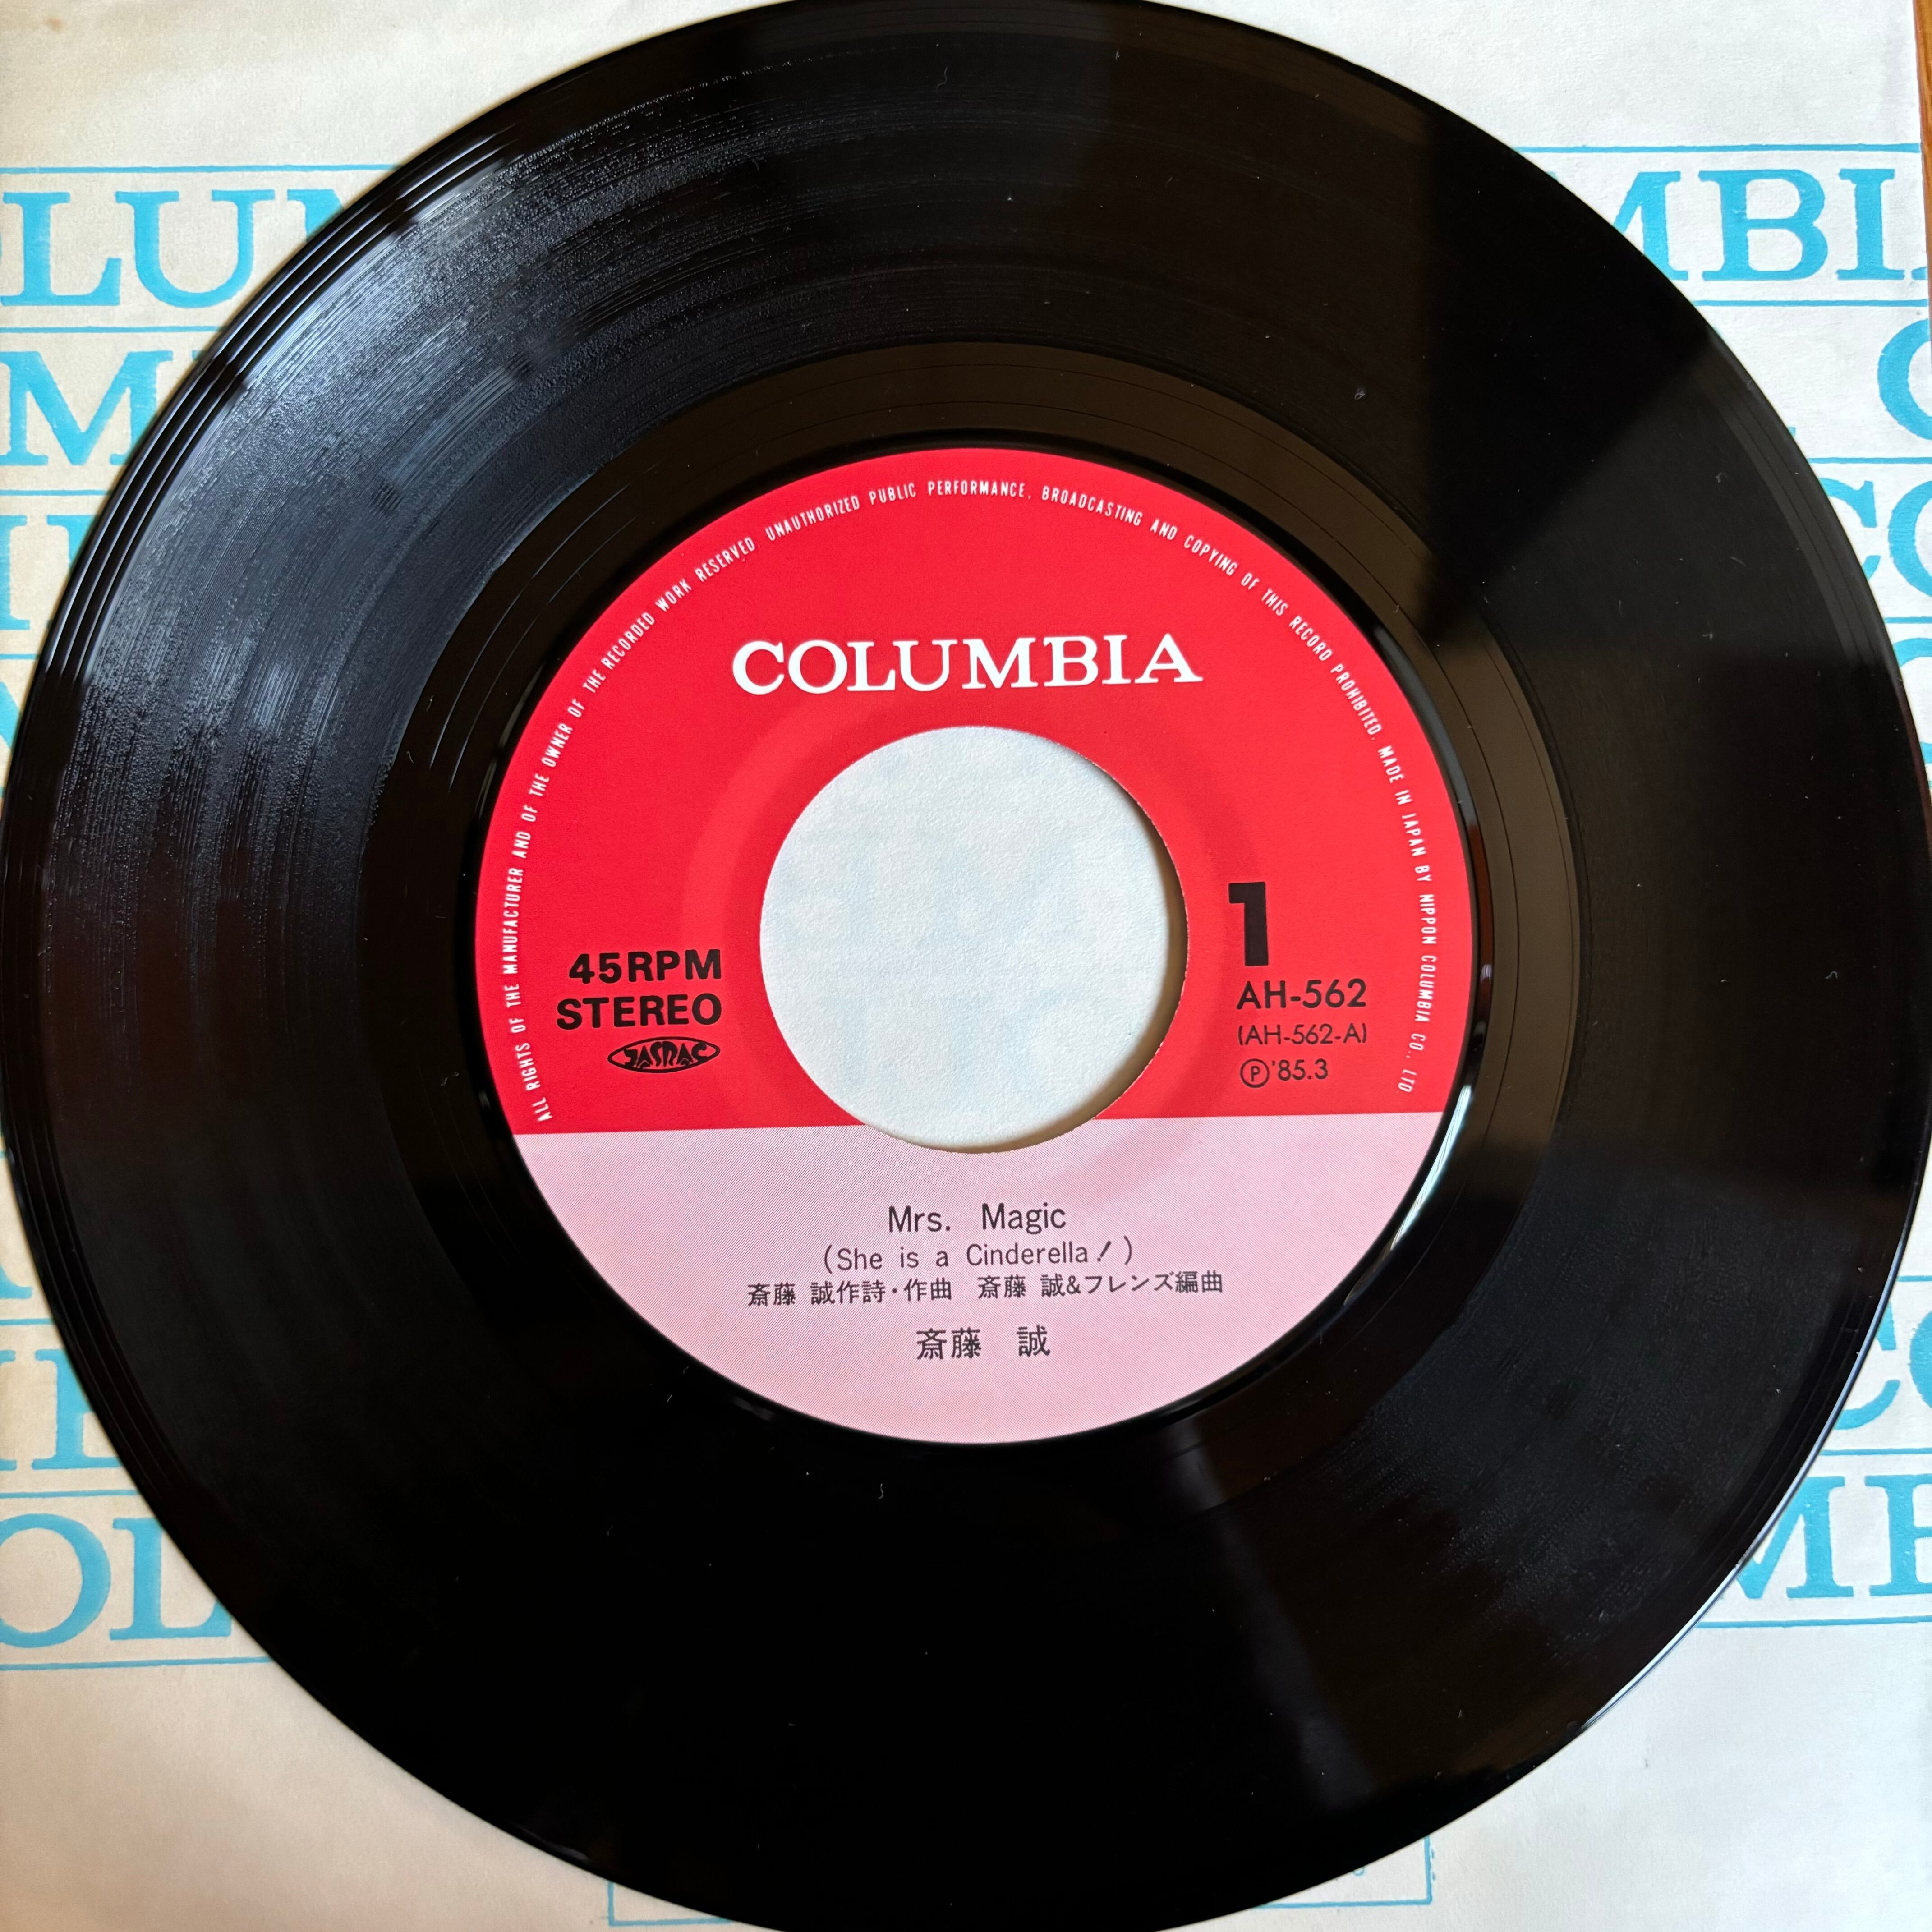 ALL RIGHTS OF THE MANUFACTURER AND OF THE OWNER OF THE RECORDED WORK RESERVED UNAUTHORIZED PUBLIC PERFORMANCE. BROADCASTING AND COPYING OF THIS RECORD PROHIBITED. MADE IN JAPAN BY NIPPON COLUMBIA CO., LTD.
COLUMBIA
45RPM
STEREO
JASRAC
1
AH-562
(AH-562-A)
Ⓟ'85.3
Mrs. Magic
(She is a Cinderella!)
斎藤 誠作詩・作曲 斎藤 誠&フレンズ編曲
斎藤 誠